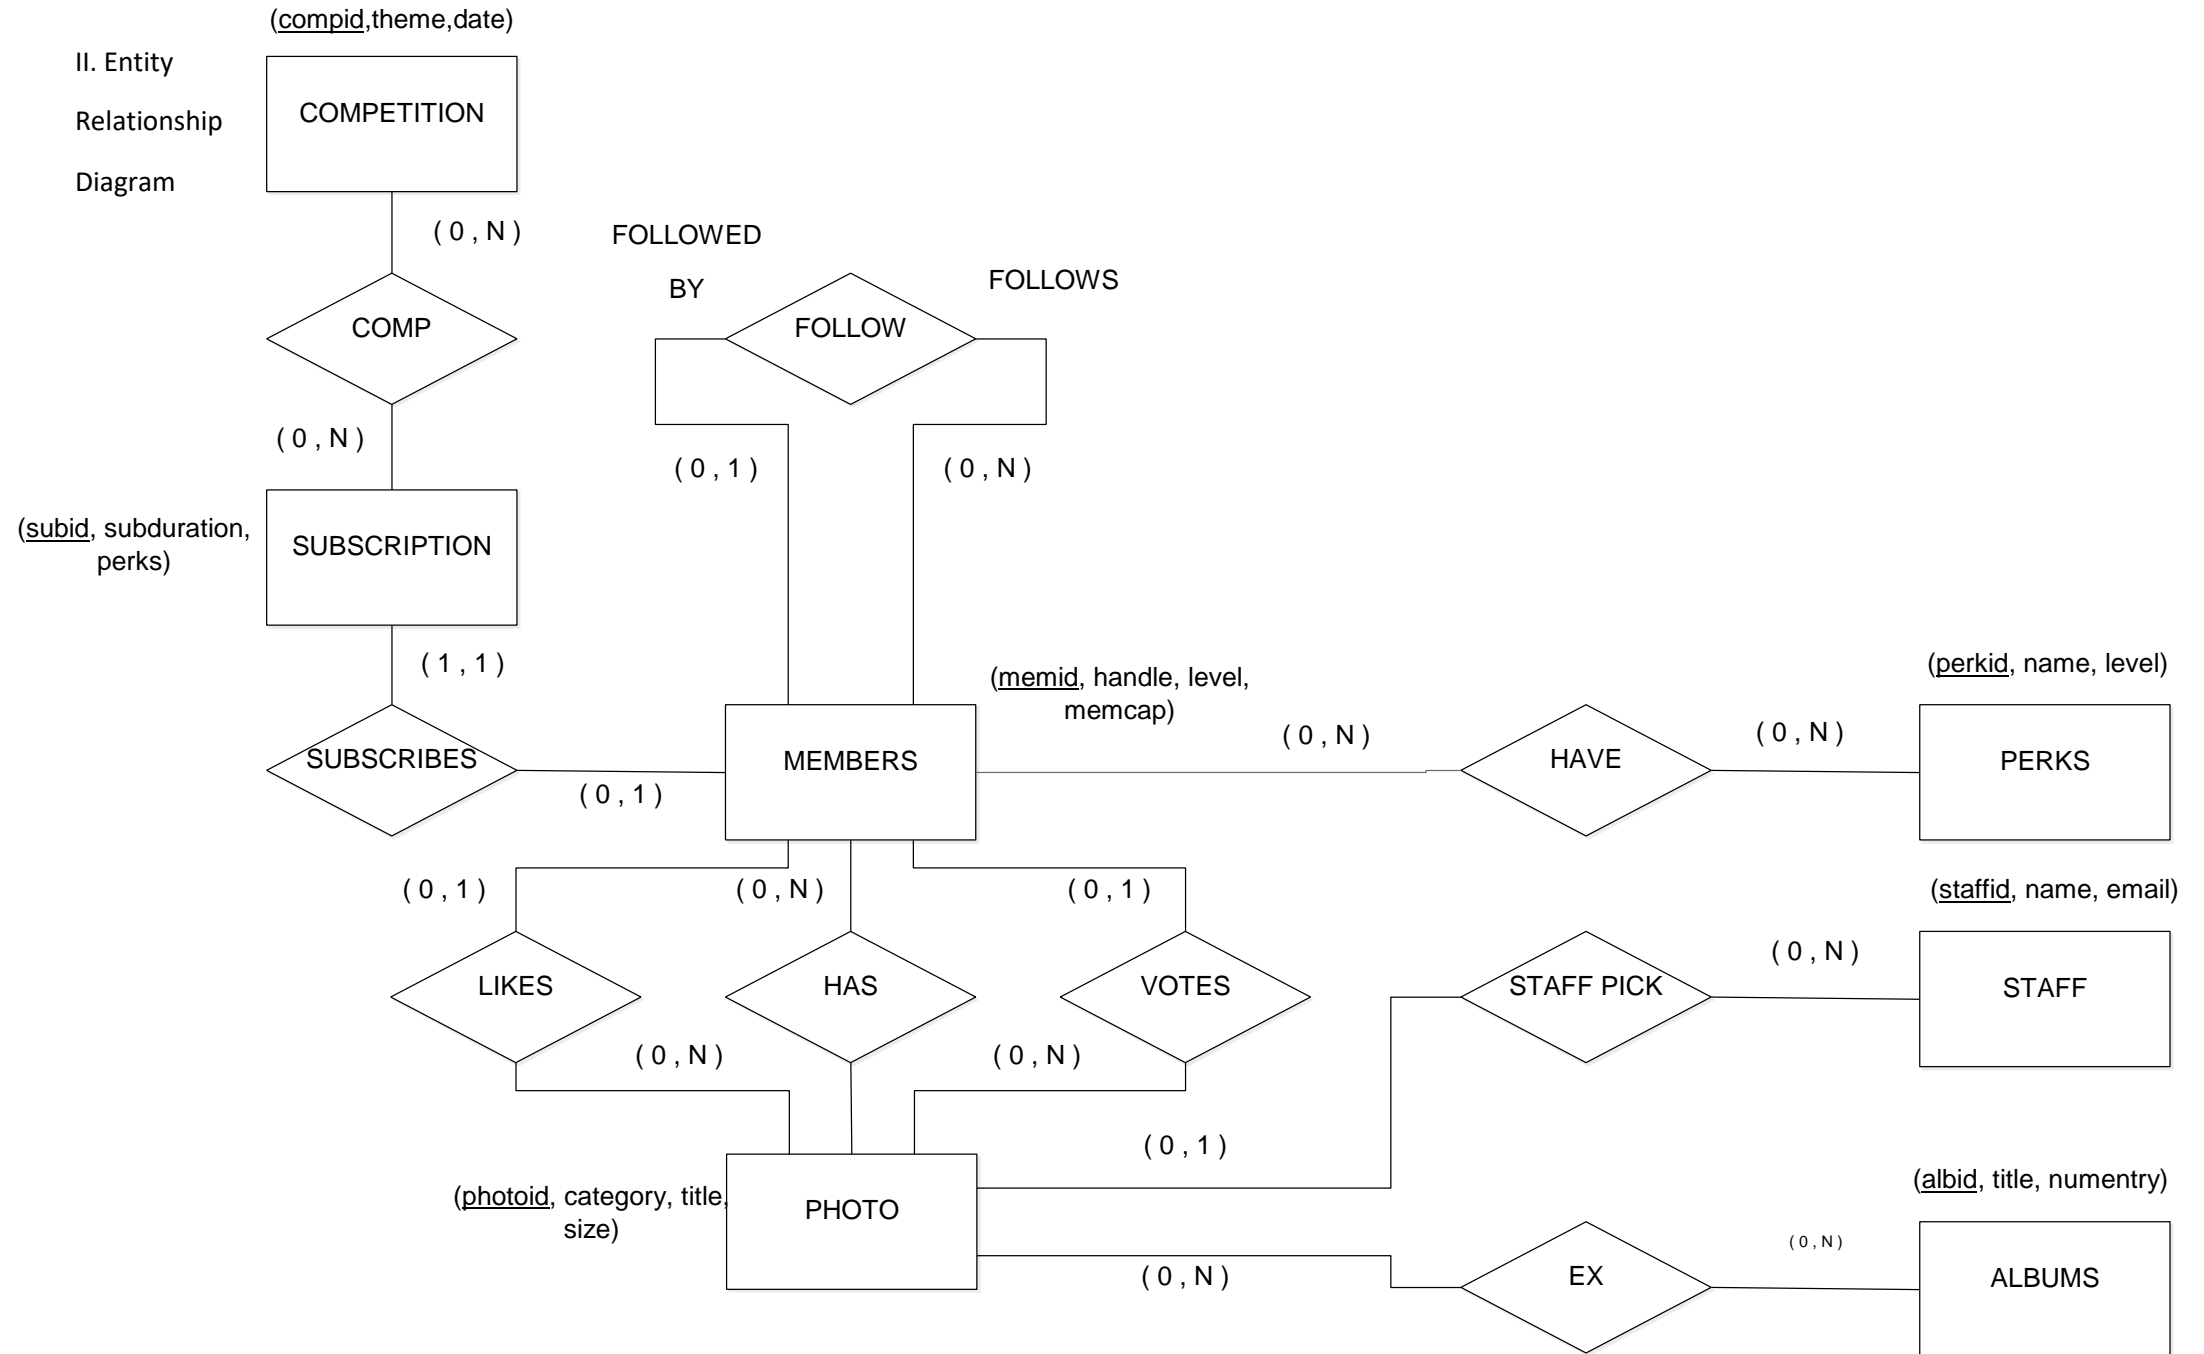 (compid,theme,date)
II. Entity
Relationship
Diagram
COMPETITION
( 0 , N )
FOLLOWED
BY
FOLLOWS
COMP
FOLLOW
( 0 , N )
( 0 , 1 )
( 0 , N )
(subid, subduration,
perks)
SUBSCRIPTION
( 1 , 1 )
(memid, handle, level,
memcap)
(perkid, name, level)
( 0 , N )
( 0 , N )
SUBSCRIBES
( 0 , 1 )
MEMBERS
HAVE
PERKS
( 0 , 1 )
( 0 , N )
( 0 , 1 )
(staffid, name, email)
( 0 , N )
LIKES
HAS
VOTES
STAFF PICK
STAFF
( 0 , N )
( 0 , N )
( 0 , 1 )
(photoid, category, title,
size)
PHOTO
(albid, title, numentry)
( 0 , N )
( 0 , N )
EX
ALBUMS